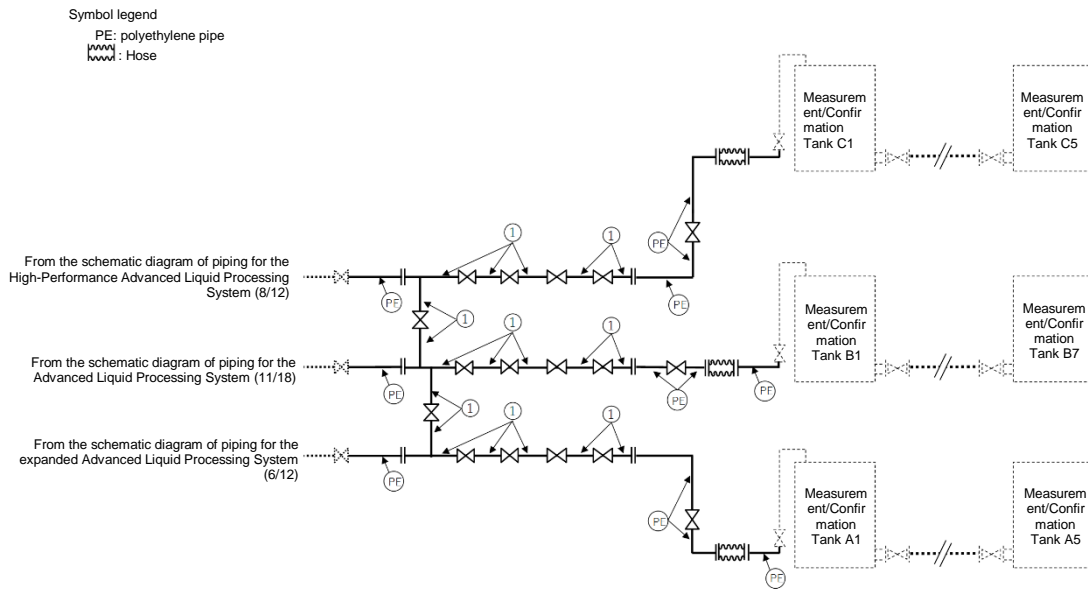 Symbol legend
PE: polyethylene pipe
: Hose
Measurem
ent/Confir
mation
Tank C1
Measurem
ent/Confir
mation
Tank C5
PE
1
1
From the schematic diagram of piping for the
High-Performance Advanced Liquid Processing
System (8/12)
PE
PE
1
1
1
Measurem
ent/Confir
mation
Tank B1
Measurem
ent/Confir
mation
Tank B7
From the schematic diagram of piping for the
Advanced Liquid Processing System (11/18)
PE
PE
PE
1
1
1
From the schematic diagram of piping for the
expanded Advanced Liquid Processing System
(6/12)
PE
PE
Measurem
ent/Confir
mation
Tank A1
Measurem
ent/Confir
mation
Tank A5
PE